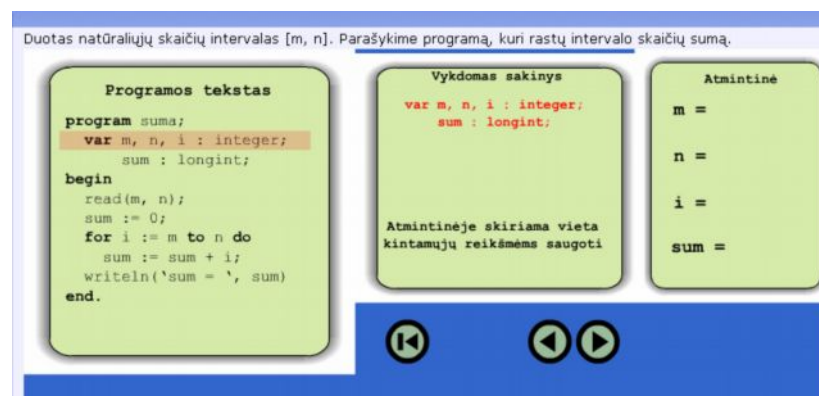 Duotas natūraliųjų skaičių intervalas [m, n]. Parašykime programą, kuri rastų intervalo skaičių sumą.
Programos tekstas
program suma;
var m, n, i : integer;
sum : longint;
begin
read(m, n);
sum := 0;
for i := m to n do
sum := sum + i;
writeln(‘sum = ‘, sum)
end.
Vykdomas sakinys
var m, n, i : integer;
sum : longint;
Atmintinėje skiriama vieta
kintamųjų reikšmėms saugoti
Atmintinė
m =
n =
i =
sum =